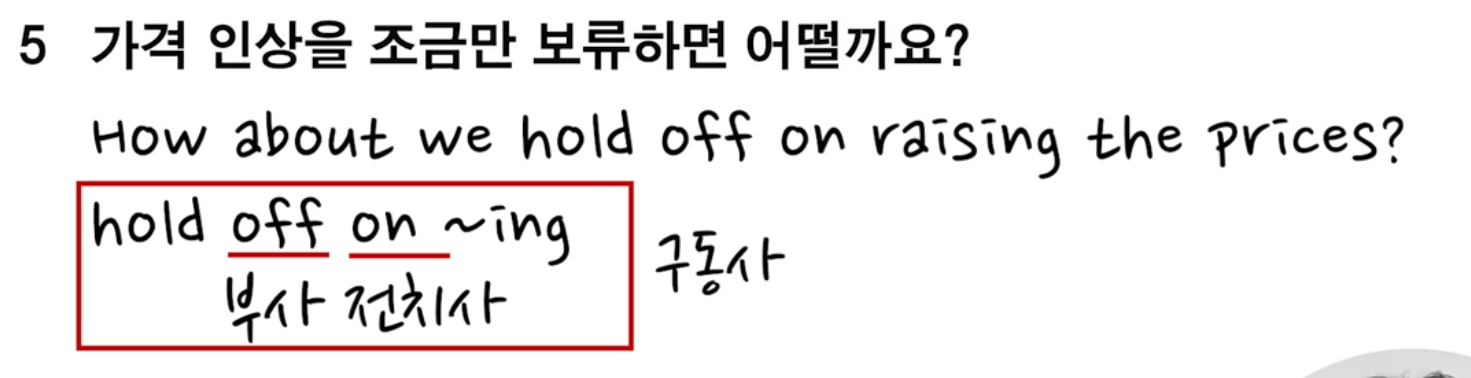 5 가격 인상을 조금만 보류하면 어떨까요?
How about we hold off on raising the prices?
hold off on ~ing
구동사
부사 전치사